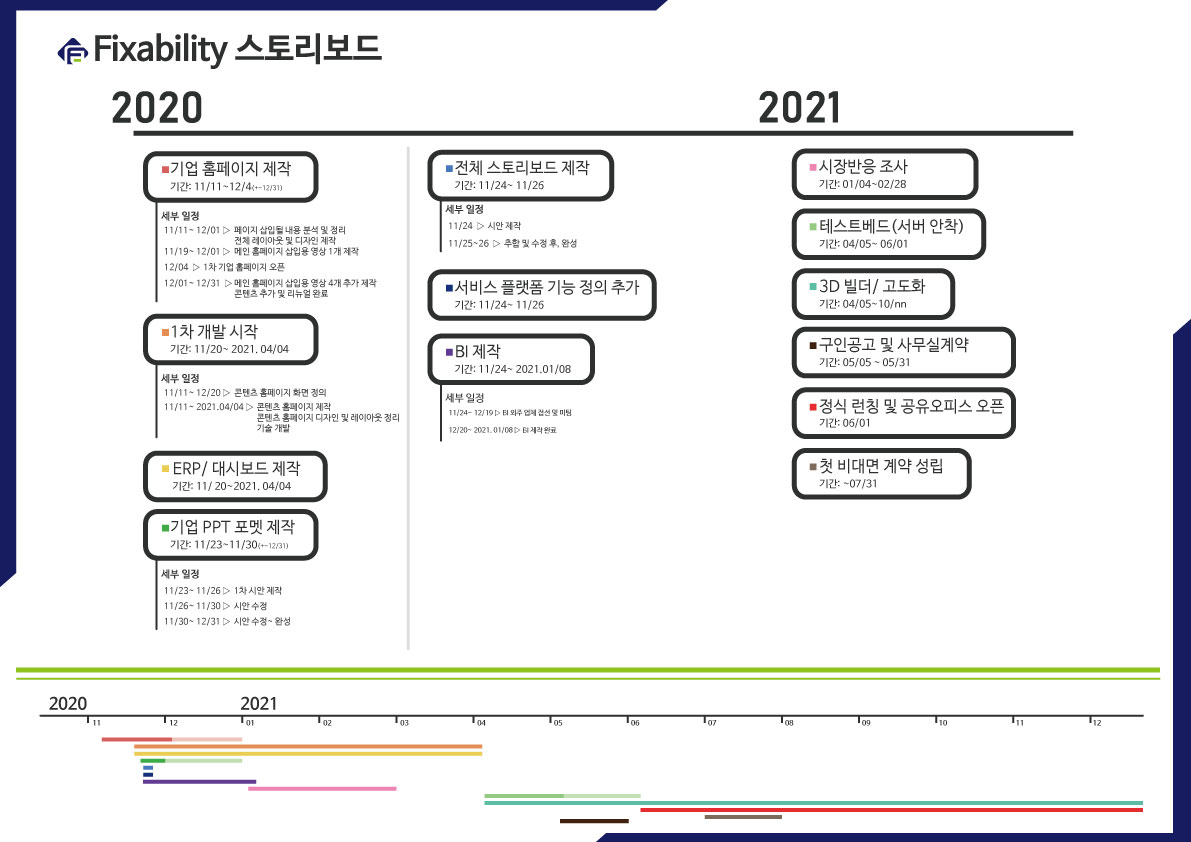 Fixability 스토리보드
2020
2021
기업 홈페이지 제작
기간: 11/11~12/4(+~12/31)
세부 일정
11/11~ 12/01 ▷ 페이지 삽입될 내용 분석 및 정리
전체 레이아웃 및 디자인 제작
11/19~ 12/01 ▷ 메인 홈페이지 삽입용 영상 1개 제작
12/04 ▷ 1차 기업 홈페이지 오픈
12/01~ 12/31 ▷ 메인 홈페이지 삽입용 영상 4개 추가 제작
콘텐츠 추가 및 리뉴얼 완료
1차 개발 시작
기간: 11/20~ 2021. 04/04
세부 일정
11/11~ 12/20 ▷ 콘텐츠 홈페이지 화면 정의
11/11~ 2021.04/04 ▷ 콘텐츠 홈페이지 제작
콘텐츠 홈페이지 디자인 및 레이아웃 정리
기술 개발
ERP/ 대시보드 제작
기간: 11/ 20~2021. 04/04
기업 PPT 포멧 제작
기간: 11/23~11/30(+~12/31)
세부 일정
11/23~ 11/26 ▷ 1차 시안 제작
11/26~ 11/30 ▷ 시안 수정
11/30~ 12/31 ▷ 시안 수정~ 완성
전체 스토리보드 제작
기간: 11/24~ 11/26
세부 일정
11/24 ▷ 시안 제작
11/25~26 ▷ 추합 및 수정 후, 완성
서비스 플랫폼 기능 정의 추가
기간: 11/24~ 11/26
BI 제작
기간: 11/24~ 2021.01/08
세부 일정
11/24~ 12/19 ▷ BI 외주 업체 컨선 및 미팅
12/20~ 2021. 01/08 ▷ BI 제작 완료
시장반응 조사
기간: 01/04~02/28
테스트베드(서버 안착)
기간: 04/05~ 06/01
3D 빌더/ 고도화
기간: 04/05~10/nn
구인공고 및 사무실계약
기간: 05/05 ~ 05/31
정식 런칭 및 공유오피스 오픈
기간: 06/01
첫 비대면 계약 성립
기간: ~07/31
2020
2021
11 12 01 02 03 04 05 06 07 08 09 10 11 12